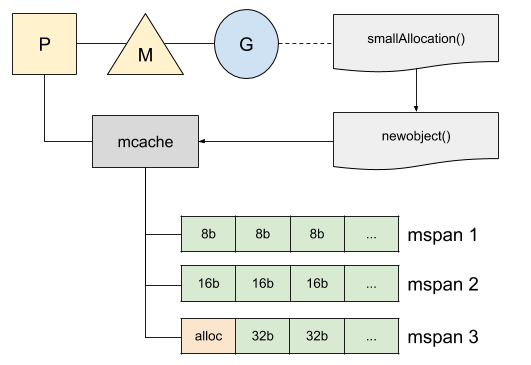 P
M
G
smallAllocation()
newobject()
mcache
8b 8b 8b ... mspan 1
16b 16b 16b ... mspan 2
alloc 32b 32b ... mspan 3